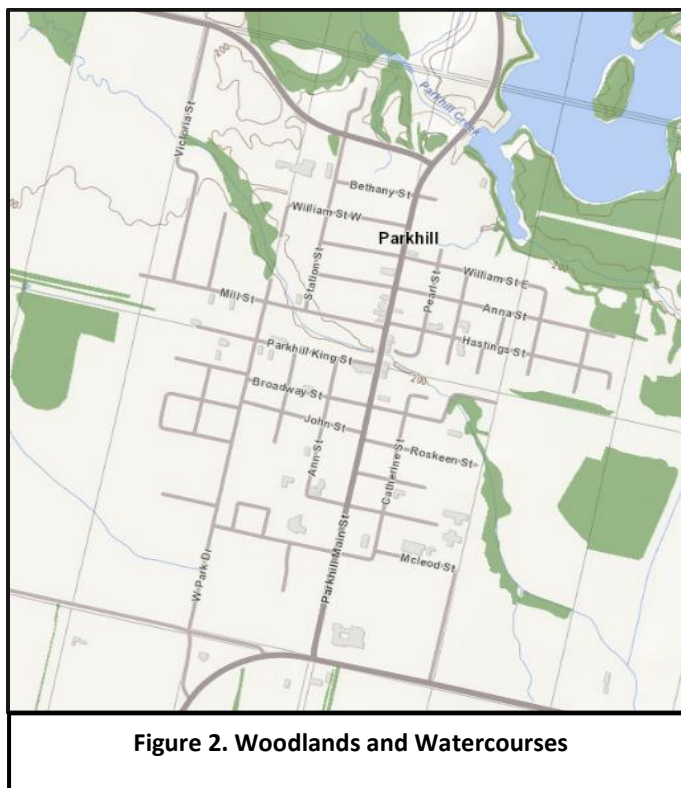 200
Parkhill Creek
Victoria St
Bethany St
William St W
Parkhill
200
Station St
William St E
Pearl St
200
Mill St
Anna St
Hastings St
Parkhill King St
200
Broadway St
John St
Ann St
Catherine St
Roskeen St
W Park Dr
Parkhill Main St
Mcleod St
Figure 2. Woodlands and Watercourses